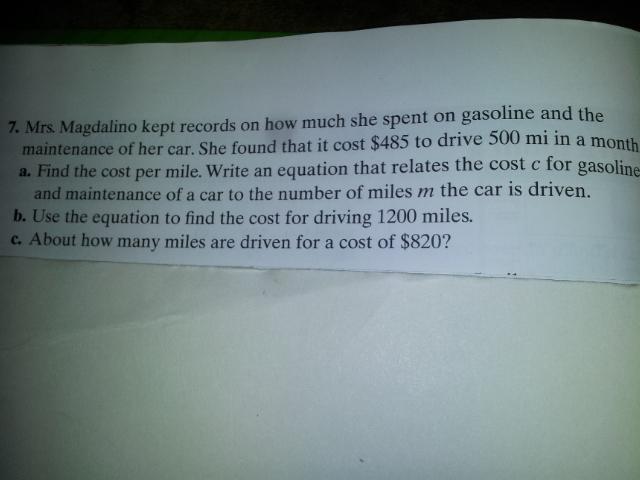 7. Mrs. Magdalino kept records on how much she spent on gasoline and the
maintenance of her car. She found that it cost $485 to drive 500 mi in a month
a. Find the cost per mile. Write an equation that relates the cost c for gasoline
and maintenance of a car to the number of miles m the car is driven.
b. Use the equation to find the cost for driving 1200 miles.
c. About how many miles are driven for a cost of $820?